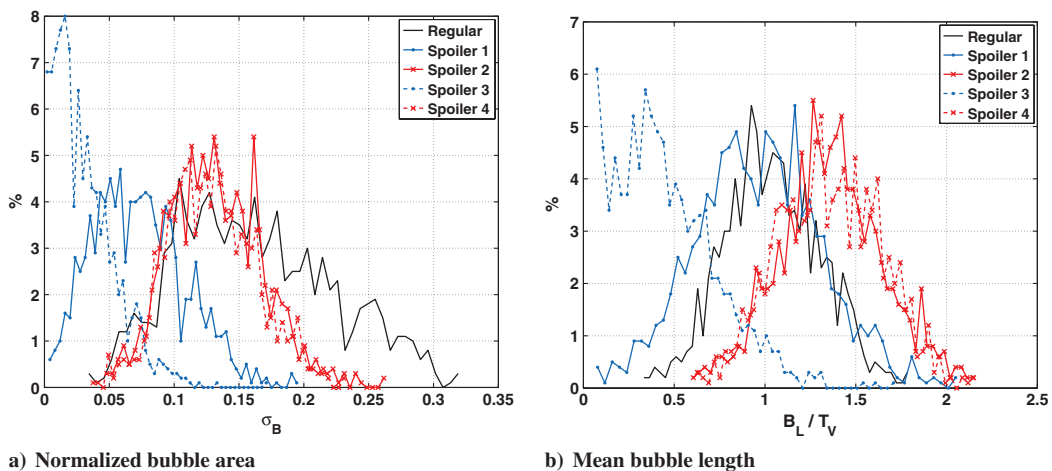 8
7
6
5
4
3
2
1
0
%
0
0.05
0.1
0.15
0.2
0.25
0.3
0.35
σB
Regular
Spoiler 1
Spoiler 2
Spoiler 3
Spoiler 4
a) Normalized bubble area
7
6
5
4
3
2
1
0
%
0
0.5
1
1.5
2
2.5
BL / TV
Regular
Spoiler 1
Spoiler 2
Spoiler 3
Spoiler 4
b) Mean bubble length